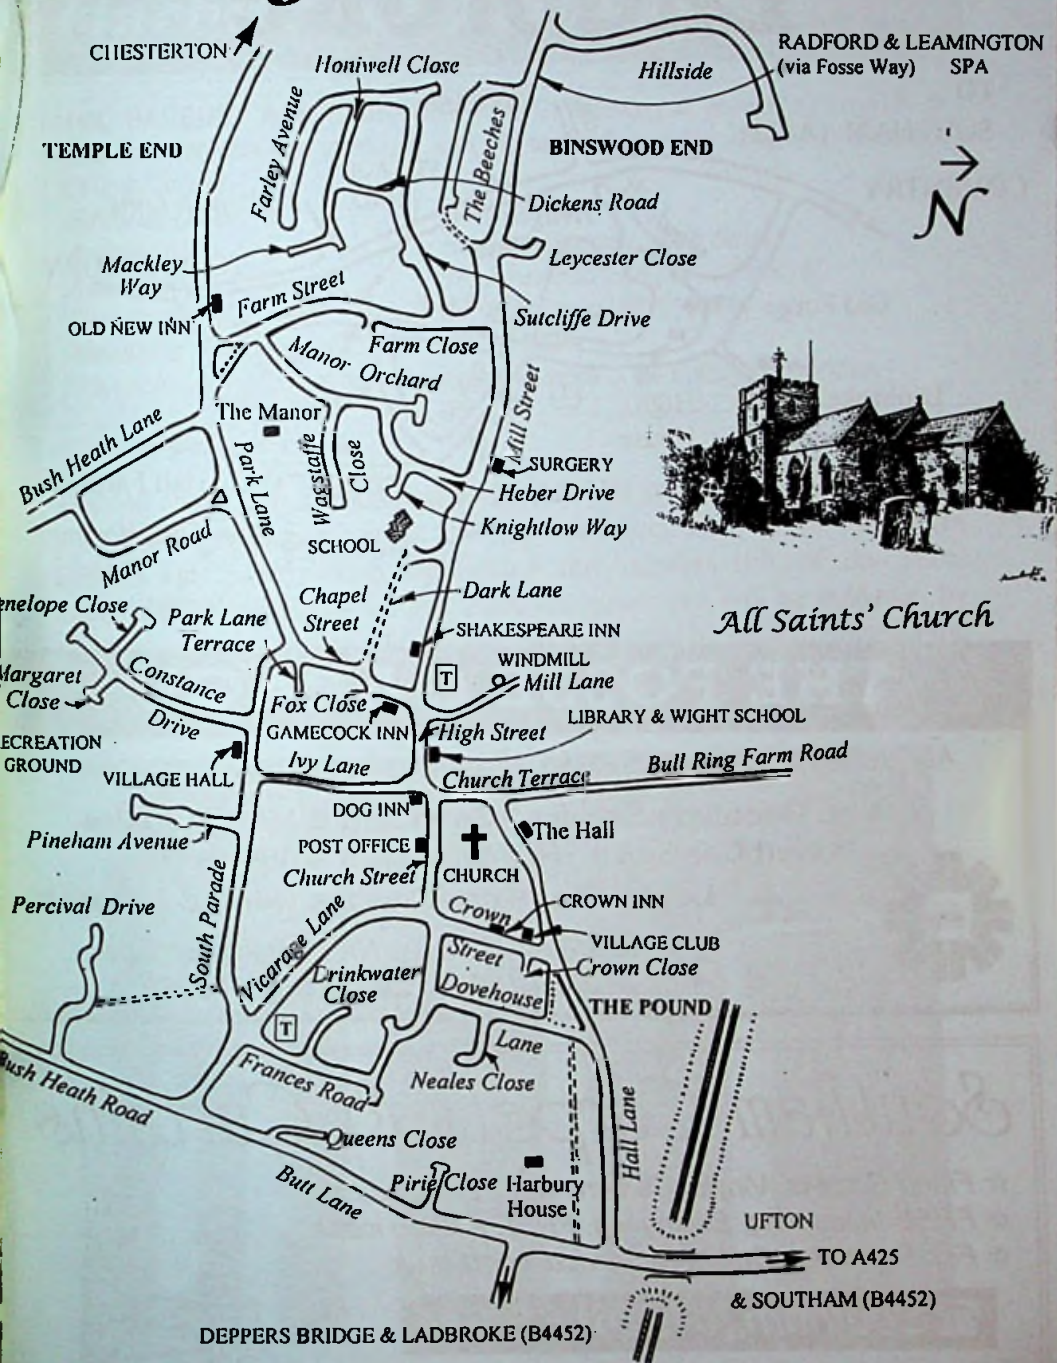 CHESTERTON
Honiwell Close
Hillside
RADFORD & LEAMINGTON
(via Fosse Way) SPA
Farley Avenue
TEMPLE END
The Beeches
BINSWOOD END
N
Dickens Road
Mackley
Way
Leycester Close
Farm Street
OLD NEW INN
Sutcliffe Drive
Farm Close
Manor Orchard
Mill Street
The Manor
Bush Heath Lane
Park Lane
Wagstaffe
Close
SURGERY
Heber Drive
Knightlow Way
SCHOOL
Manor Road
Chapel
Street
Dark Lane
All Saints' Church
enelope Close
Park Lane
Terrace
SHAKESPEARE INN
WINDMILL
T
Mill Lane
Margaret
Close
Constance
Drive
Fox Close
GAMECOCK INN
High Street
LIBRARY & WIGHT SCHOOL
ECREATION
GROUND
VILLAGE HALL
Ivy Lane
Church Terrace
Bull Ring Farm Road
DOG INN
Pineham Avenue
POST OFFICE
The Hall
Church Street
CHURCH
Percival Drive
South Parade
Vicarage Lane
Crown
Street
CROWN INN
VILLAGE CLUB
Crown Close
Drinkwater
Close
Dovehouse
Lane
THE POUND
T
Frances Road
Neales Close
Bush Heath Road
Hall Lane
Queens Close
Butt Lane
Pirie Close
Harbury
House
UFTON
TO A425
& SOUTHAM (B4452)
DEPPERS BRIDGE & LADBROKE (B4452)